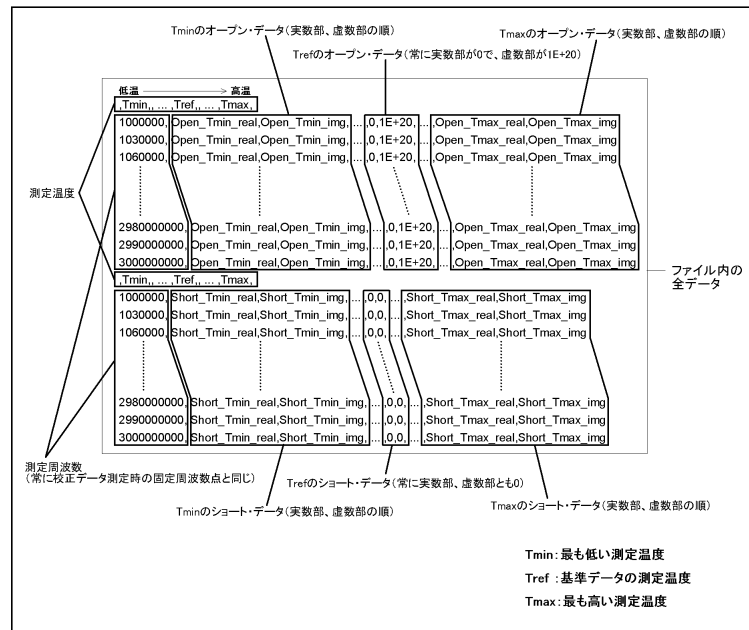 Tminのオープン・データ(実数部、虚数部の順)
Trefのオープン・データ(常に実数部が0で、虚数部が1E+20)
Tmaxのオープン・データ(実数部、虚数部の順)
低温 高温
,Tmin,, ... ,Tref,, ... ,Tmax,
1000000, Open_Tmin_real,Open_Tmin_img, ... ,0,1E+20, ... ,Open_Tmax_real,Open_Tmax_img
1030000, Open_Tmin_real,Open_Tmin_img, ... ,0,1E+20, ... ,Open_Tmax_real,Open_Tmax_img
1060000, Open_Tmin_real,Open_Tmin_img, ... ,0,1E+20, ... ,Open_Tmax_real,Open_Tmax_img
測定温度
2980000000, Open_Tmin_real,Open_Tmin_img, ... ,0,1E+20, ... ,Open_Tmax_real,Open_Tmax_img
2990000000, Open_Tmin_real,Open_Tmin_img, ... ,0,1E+20, ... ,Open_Tmax_real,Open_Tmax_img
3000000000, Open_Tmin_real,Open_Tmin_img, ... ,0,1E+20, ... ,Open_Tmax_real,Open_Tmax_img
,Tmin,, ... ,Tref,, ... ,Tmax,
ファイル内の
全データ
1000000, Short_Tmin_real,Short_Tmin_img, ... ,0,0, ... ,Short_Tmax_real,Short_Tmax_img
1030000, Short_Tmin_real,Short_Tmin_img, ... ,0,0, ... ,Short_Tmax_real,Short_Tmax_img
1060000, Short_Tmin_real,Short_Tmin_img, ... ,0,0, ... ,Short_Tmax_real,Short_Tmax_img
2980000000, Short_Tmin_real,Short_Tmin_img, ... ,0,0, ... ,Short_Tmax_real,Short_Tmax_img
2990000000, Short_Tmin_real,Short_Tmin_img, ... ,0,0, ... ,Short_Tmax_real,Short_Tmax_img
3000000000, Short_Tmin_real,Short_Tmin_img, ... ,0,0, ... ,Short_Tmax_real,Short_Tmax_img
測定周波数
(常に校正データ測定時の固定周波数点と同じ)
Trefのショート・データ(常に実数部、虚数部とも0)
Tminのショート・データ(実数部、虚数部の順)
Tmaxのショート・データ(実数部、虚数部の順)
Tmin:最も低い測定温度
Tref :基準データの測定温度
Tmax:最も高い測定温度